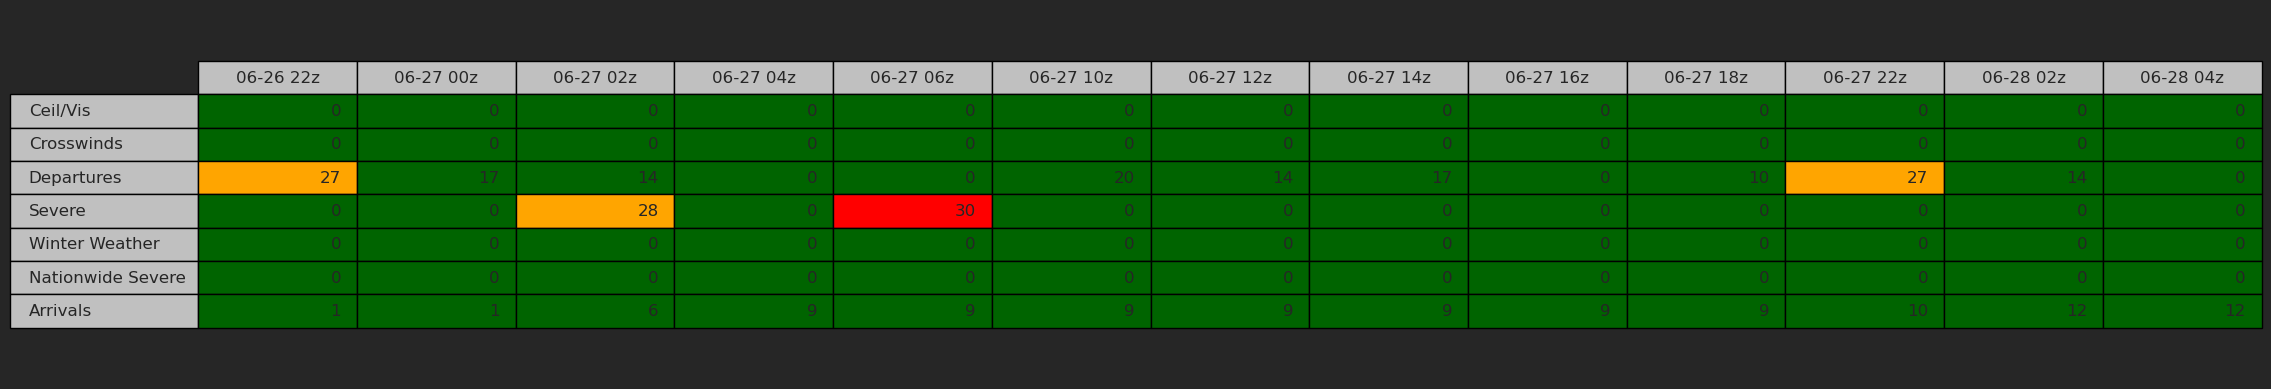 06-26 22z 06-27 00z 06-27 02z 06-27 04z 06-27 06z 06-27 10z 06-27 12z 06-27 14z 06-27 16z 06-27 18z 06-27 22z 06-28 02z 06-28 04z
Ceil/Vis 0 0 0 0 0 0 0 0 0 0 0 0 0
Crosswinds 0 0 0 0 0 0 0 0 0 0 0 0 0
Departures 27 17 14 0 0 20 14 17 0 10 27 14 0
Severe 0 0 28 0 30 0 0 0 0 0 0 0 0
Winter Weather 0 0 0 0 0 0 0 0 0 0 0 0 0
Nationwide Severe 0 0 0 0 0 0 0 0 0 0 0 0 0
Arrivals 1 1 6 9 9 9 9 9 9 9 10 12 12